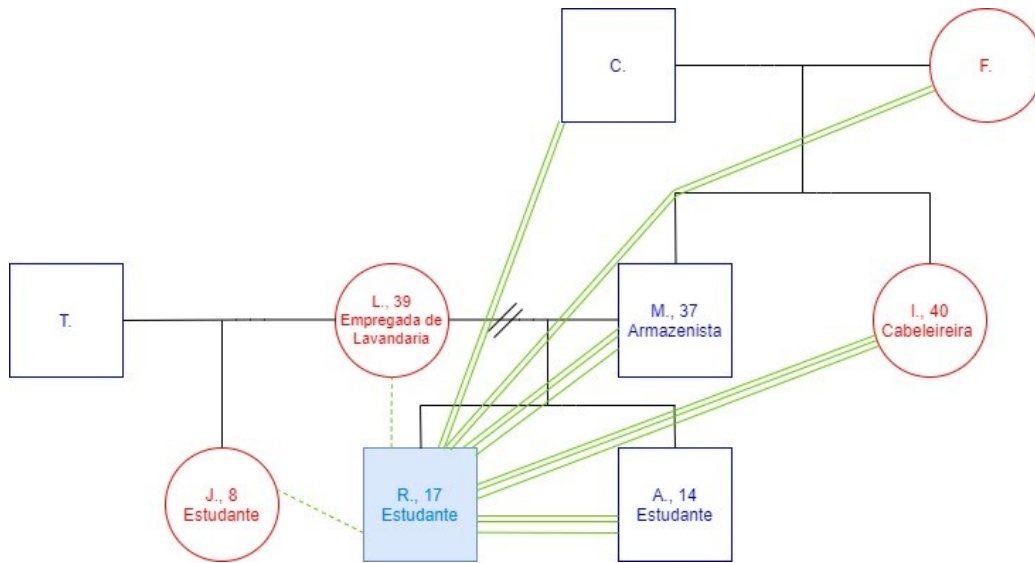 C.
F.
T.
L., 39
Empregada de
Lavandaria
M., 37
Armazenista
I., 40
Cabeleireira
J., 8
Estudante
R., 17
Estudante
A., 14
Estudante